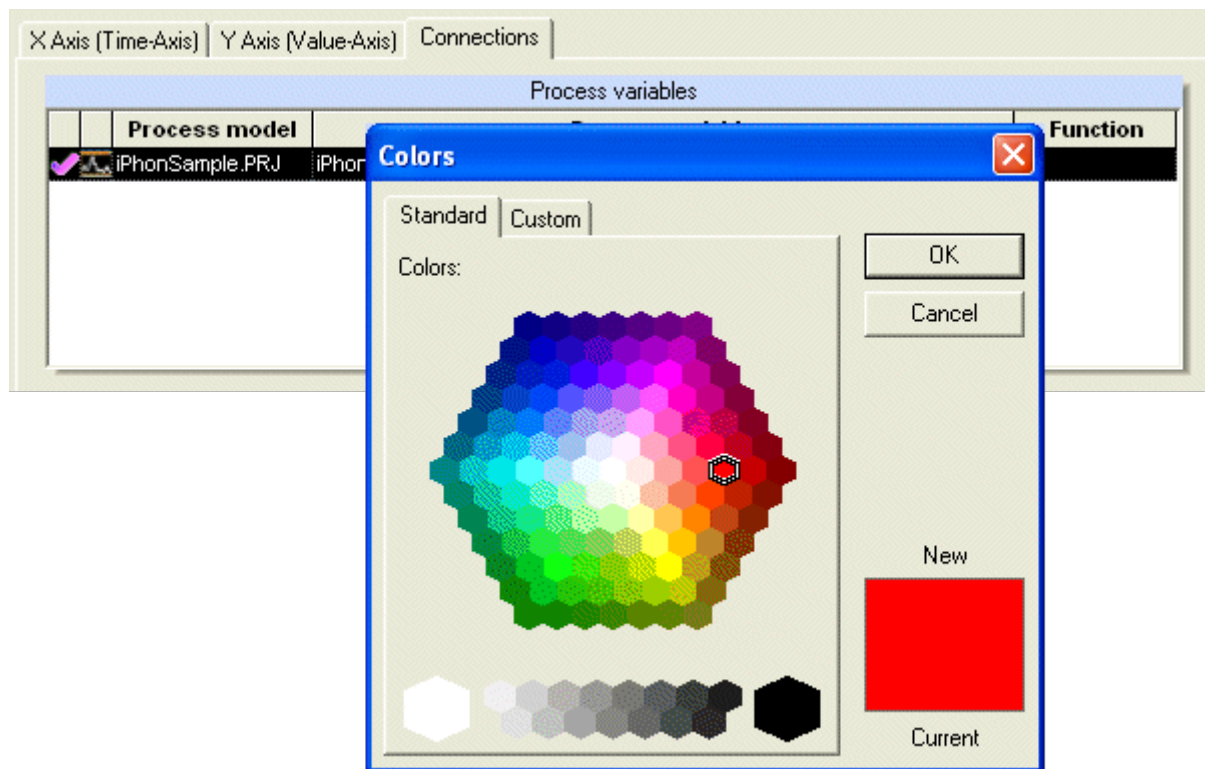 X Axis (Time-Axis) Y Axis (Value-Axis) Connections
Process variables
Process model Function
iPhonSample.PRJ iPhon
Colors
Standard Custom
OK
Colors:
Cancel
New
Current